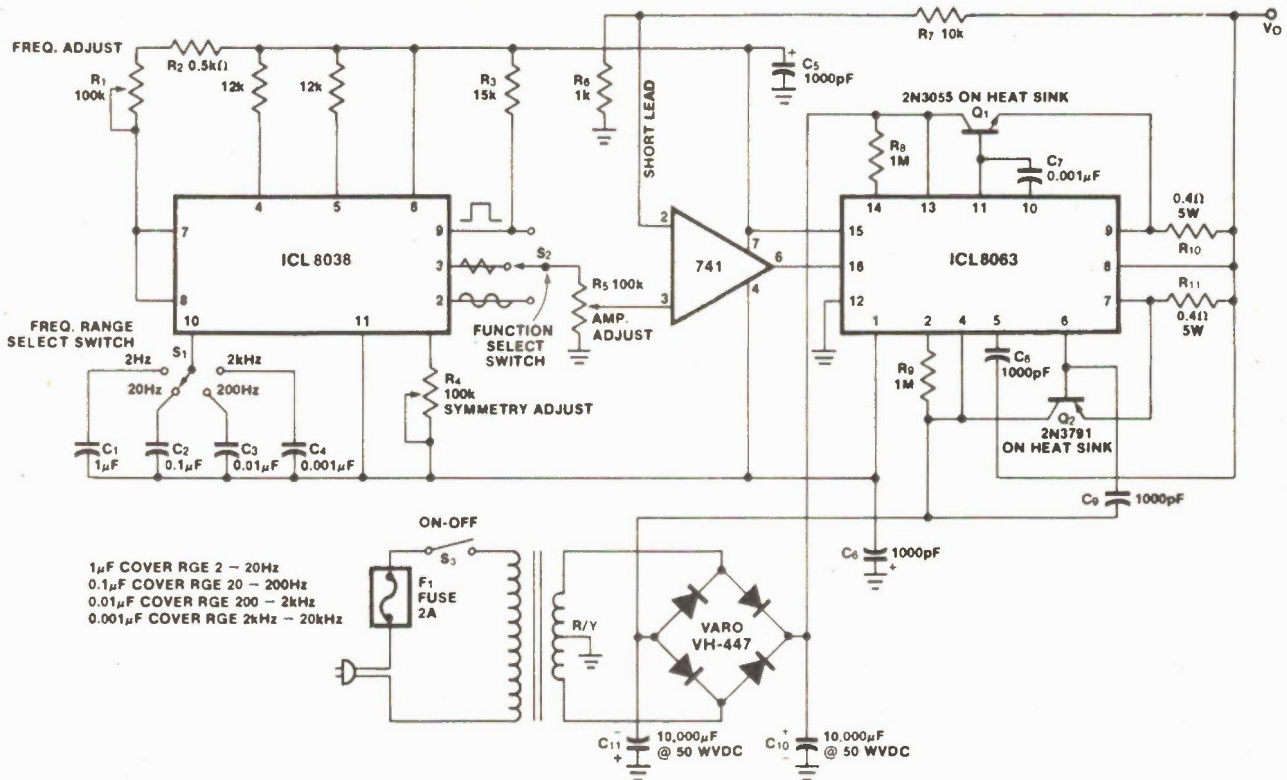 FREQ. ADJUST
R1
100k
R2 0.5kΩ
12k
12k
R3
15k
R6
1k
SHORT LEAD
R7 10k
VO
+
C5
1000pF
2N3055 ON HEAT SINK
Q1
R8
1M
C7
0.001µF
4
5
6
7
8
9
3
2
10
11
ICL 8038
S2
R5 100k
AMP.
ADJUST
FUNCTION
SELECT
SWITCH
2
3
741
7
6
4
14
13
11
10
15
16
12
ICL8063
9
8
7
1
2
4
5
6
0.4Ω
5W
R10
R11
0.4Ω
5W
FREQ. RANGE
SELECT SWITCH
S1
2Hz
2kHz
20Hz
200Hz
R4
100k
SYMMETRY ADJUST
C1
1µF
C2
0.1µF
C3
0.01µF
C4
0.001µF
R9
1M
C8
1000pF
Q2
2N3791
ON HEAT SINK
C9
1000pF
C6
1000pF
+
1µF COVER RGE 2 – 20Hz
0.1µF COVER RGE 20 – 200Hz
0.01µF COVER RGE 200 – 2kHz
0.001µF COVER RGE 2kHz – 20kHz
ON-OFF
S3
F1
FUSE
2A
R/Y
VARO
VH-447
C11
–
+
10,000µF
@ 50 WVDC
C10
+
–
10,000µF
@ 50 WVDC